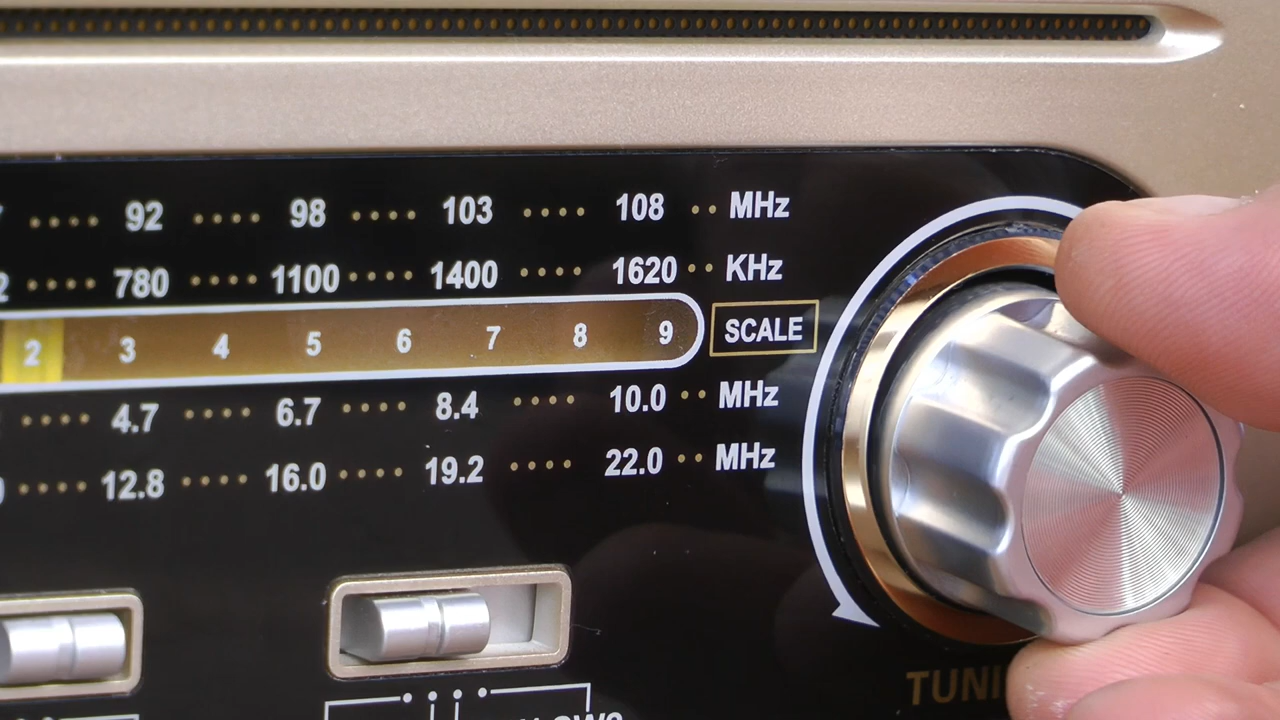 92 98 103 108 MHz
780 1100 1400 1620 KHz
2 3 4 5 6 7 8 9 SCALE
4.7 6.7 8.4 10.0 MHz
12.8 16.0 19.2 22.0 MHz